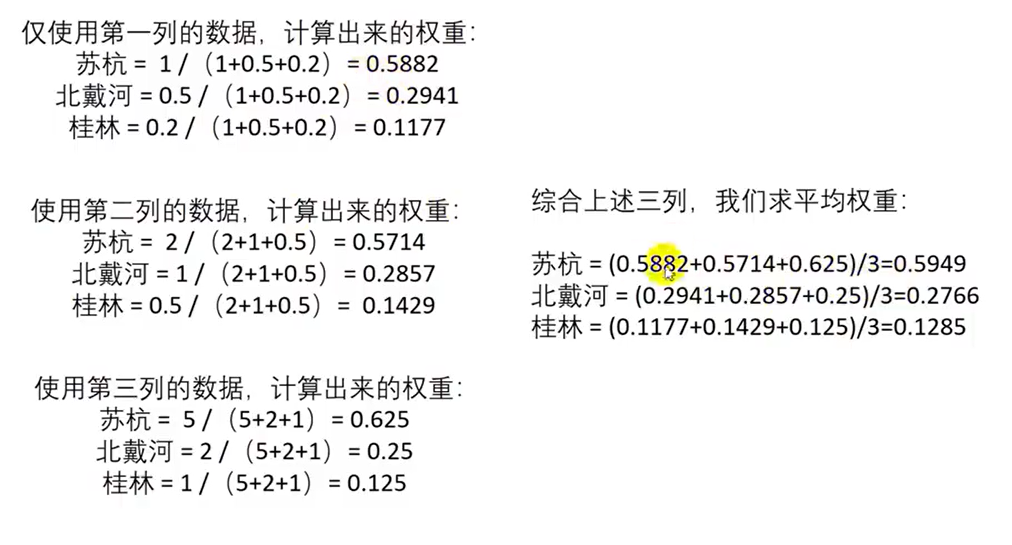 仅使用第一列的数据，计算出来的权重：
苏杭 = 1 /（1+0.5+0.2）= 0.5882
北戴河 = 0.5 /（1+0.5+0.2）= 0.2941
桂林 = 0.2 /（1+0.5+0.2）= 0.1177
使用第二列的数据，计算出来的权重：
苏杭 = 2 /（2+1+0.5）= 0.5714
北戴河 = 1 /（2+1+0.5）= 0.2857
桂林 = 0.5 /（2+1+0.5）= 0.1429
使用第三列的数据，计算出来的权重：
苏杭 = 5 /（5+2+1）= 0.625
北戴河 = 2 /（5+2+1）= 0.25
桂林 = 1 /（5+2+1）= 0.125
综合上述三列，我们求平均权重：
苏杭 = (0.5882+0.5714+0.625)/3=0.5949
北戴河 = (0.2941+0.2857+0.25)/3=0.2766
桂林 = (0.1177+0.1429+0.125)/3=0.1285